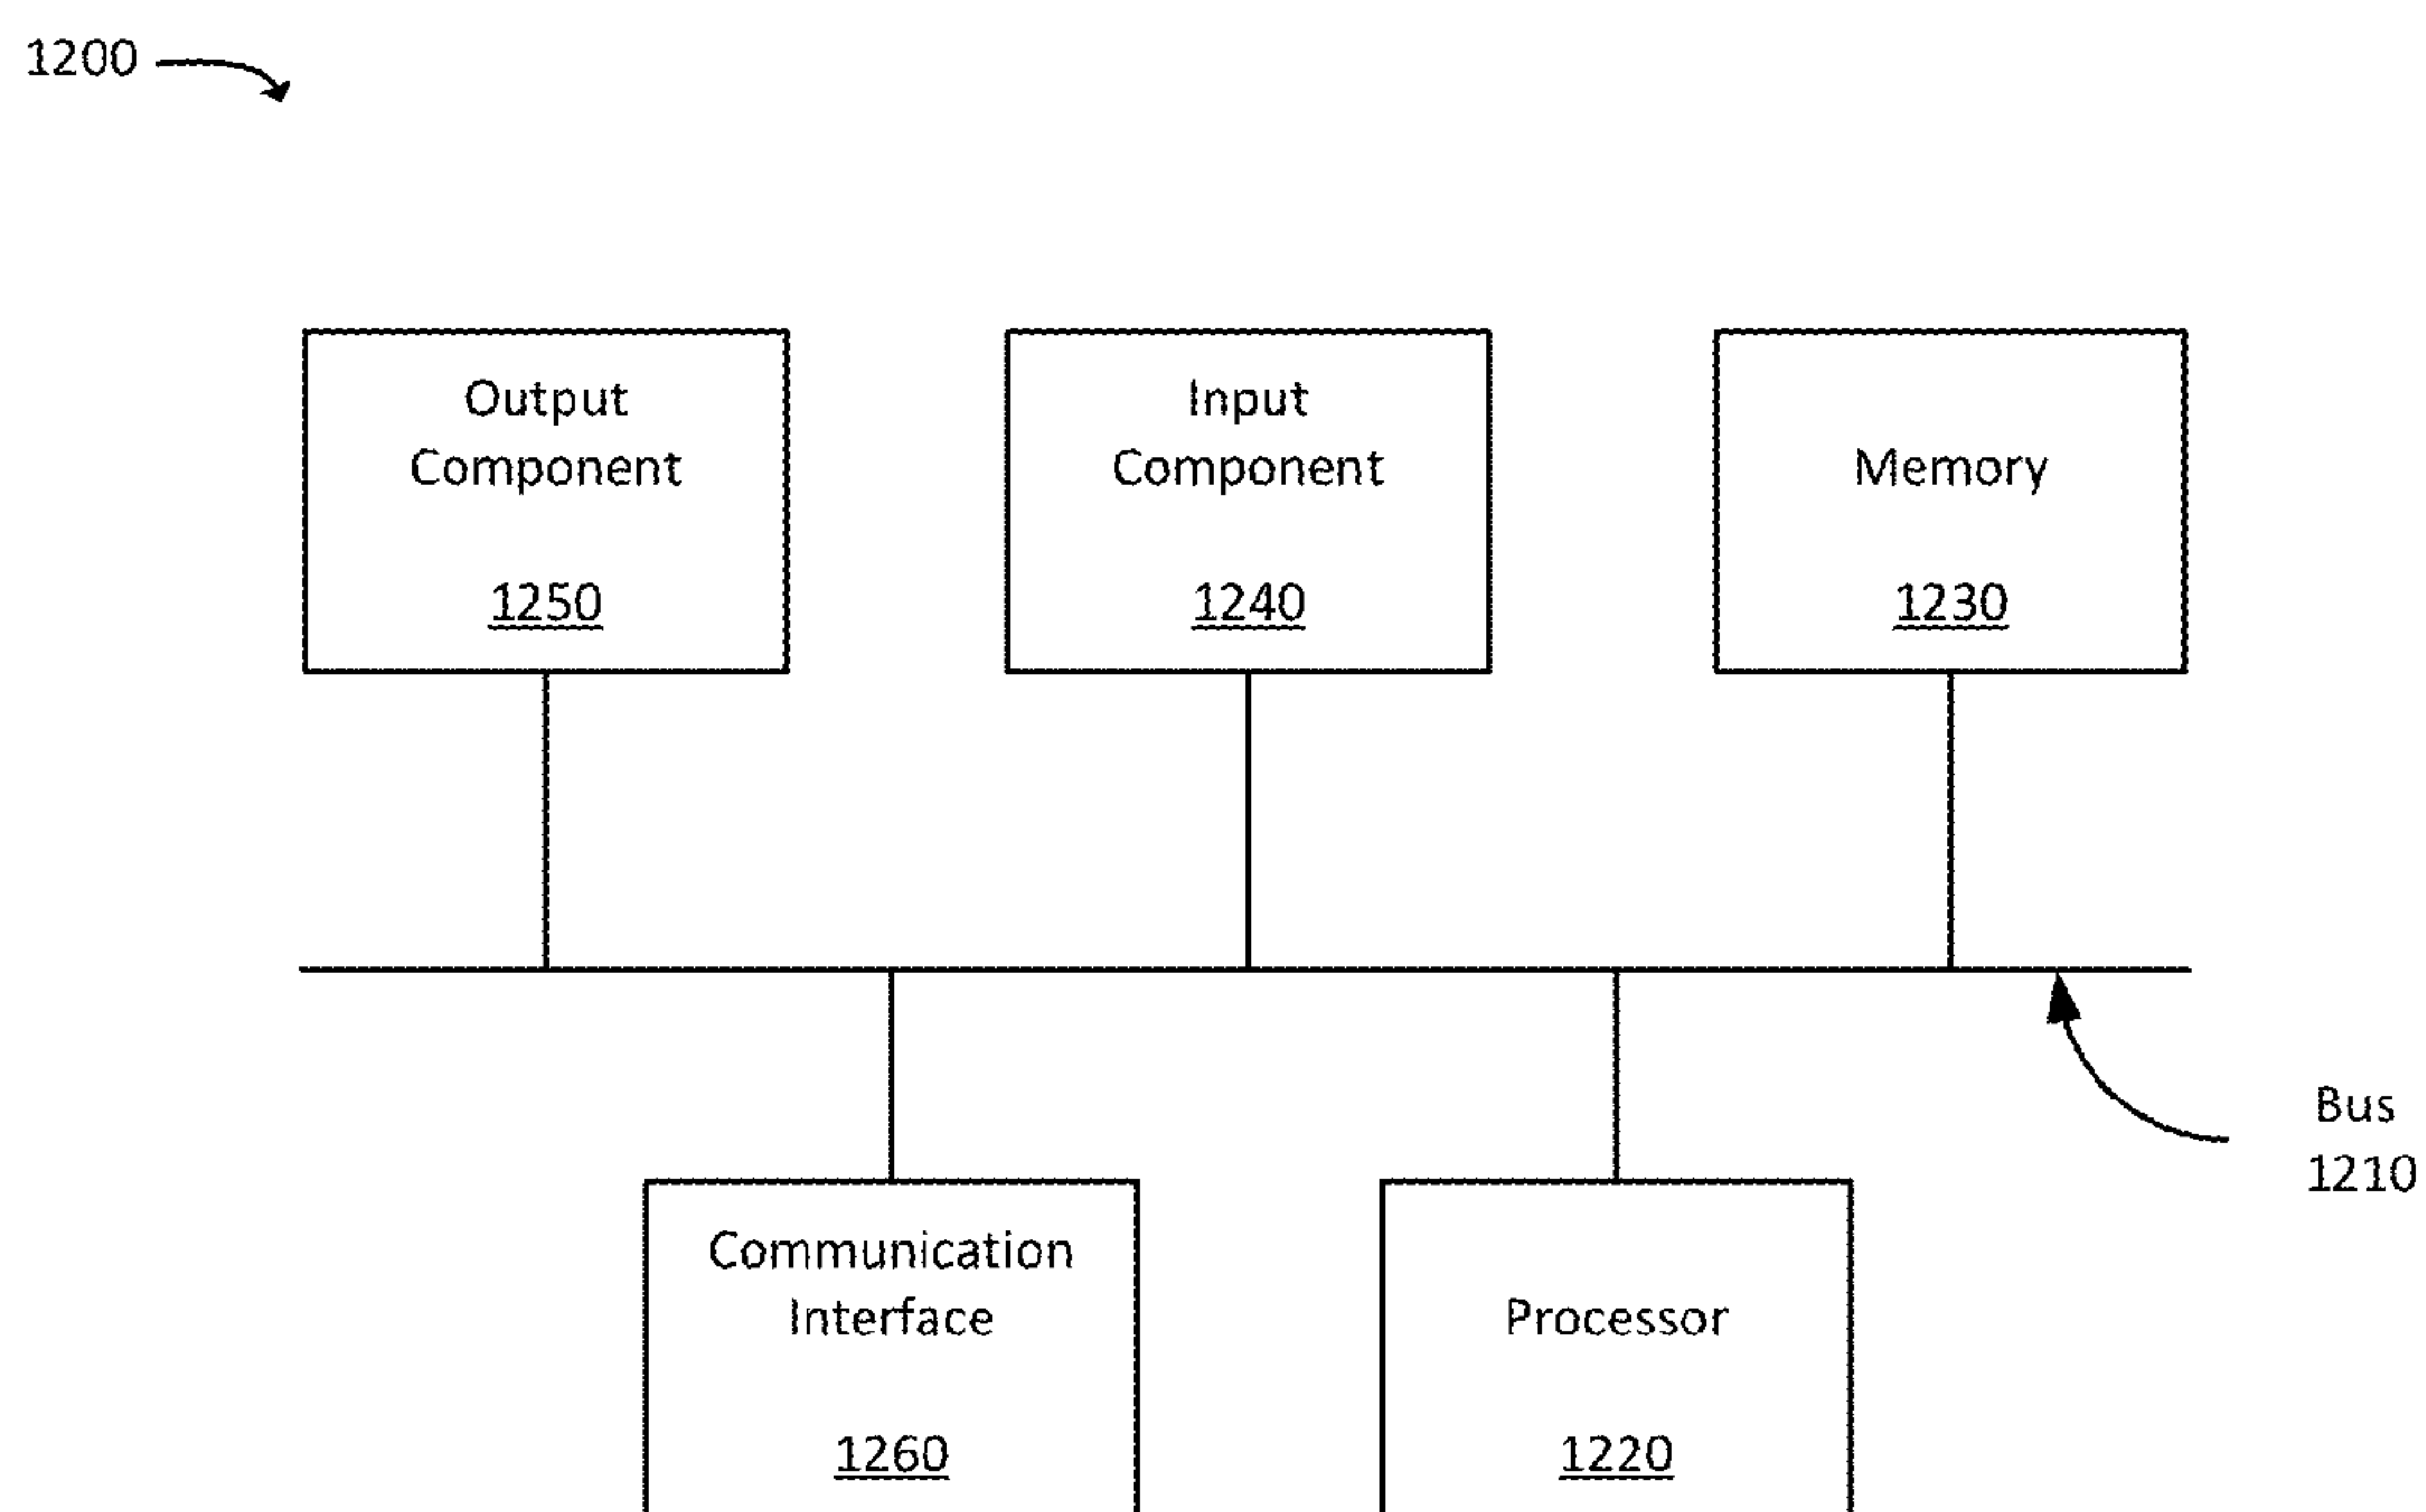 1200
Output
Component
1250
Input
Component
1240
Memory
1230
Bus
1210
Communication
Interface
1260
Processor
1220